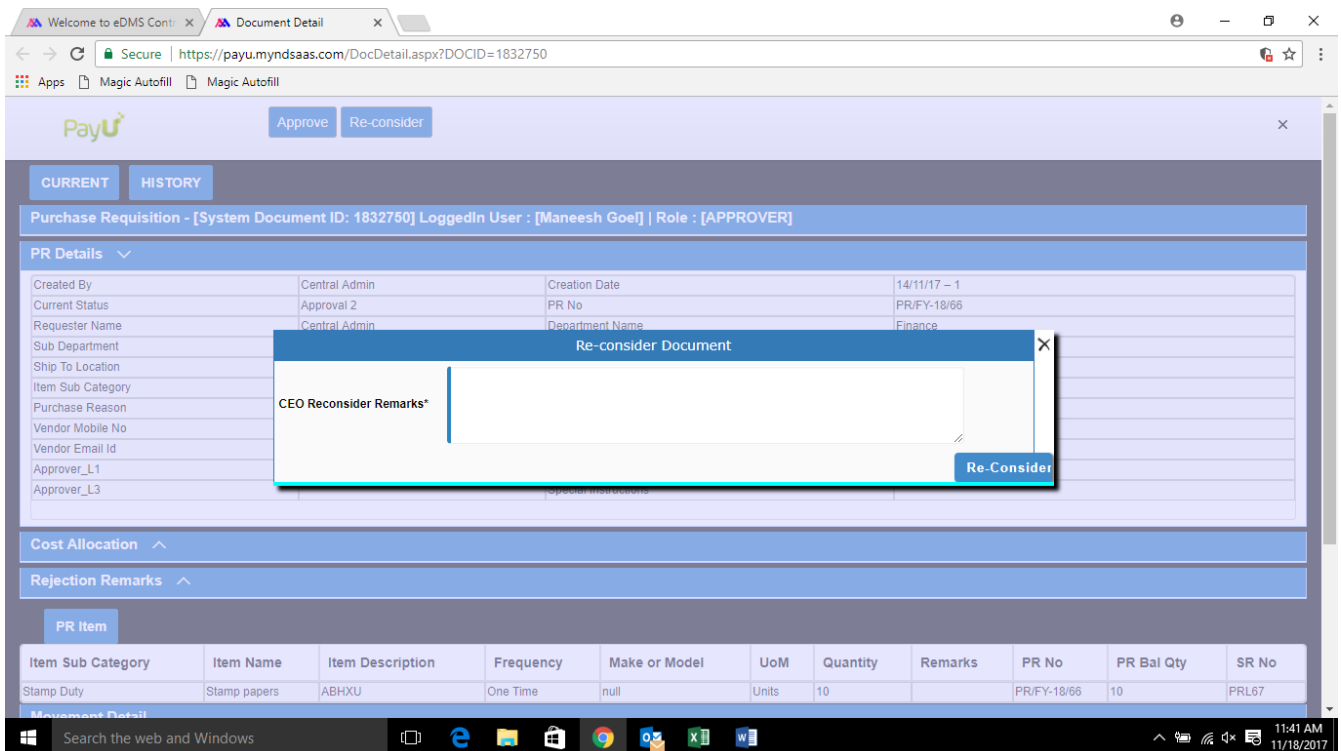 Welcome to eDMS Contr
Document Detail
Secure | https://payu.myndsaas.com/DocDetail.aspx?DOCID=1832750
Apps Magic Autofill Magic Autofill
PayU Approve Re-consider
CURRENT HISTORY
Purchase Requisition - [System Document ID: 1832750] LoggedIn User : [Maneesh Goel] | Role : [APPROVER]
PR Details
Created By Central Admin Creation Date 14/11/17 – 1
Current Status Approval 2 PR No PR/FY-18/66
Requester Name Central Admin Department Name Finance
Sub Department
Ship To Location
Item Sub Category
Purchase Reason
Vendor Mobile No
Vendor Email Id
Approver_L1
Approver_L3 Special Instructions
Re-consider Document
CEO Reconsider Remarks*
Re-Consider
Cost Allocation
Rejection Remarks
PR Item
Item Sub Category Item Name Item Description Frequency Make or Model UoM Quantity Remarks PR No PR Bal Qty SR No
Stamp Duty Stamp papers ABHXU One Time null Units 10 PR/FY-18/66 10 PRL67
Movement Detail
Search the web and Windows
11:41 AM
11/18/2017